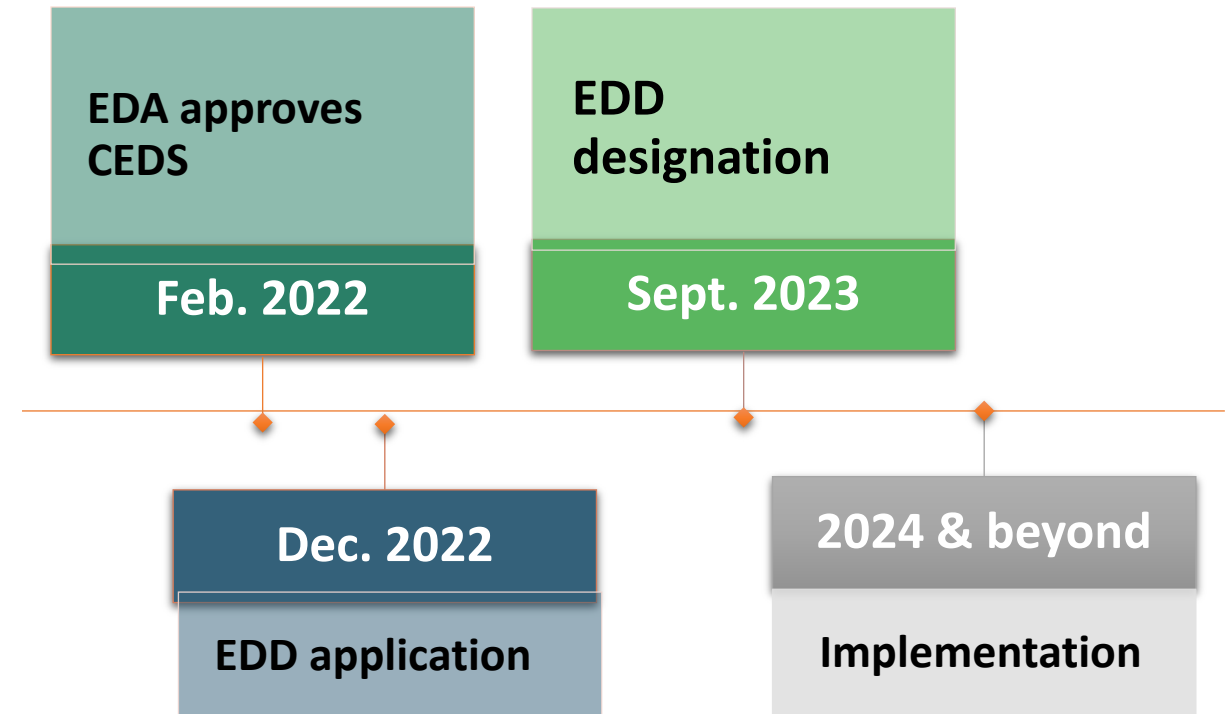 EDA approves
CEDS
Feb. 2022
EDD
designation
Sept. 2023
Dec. 2022
EDD application
2024 & beyond
Implementation